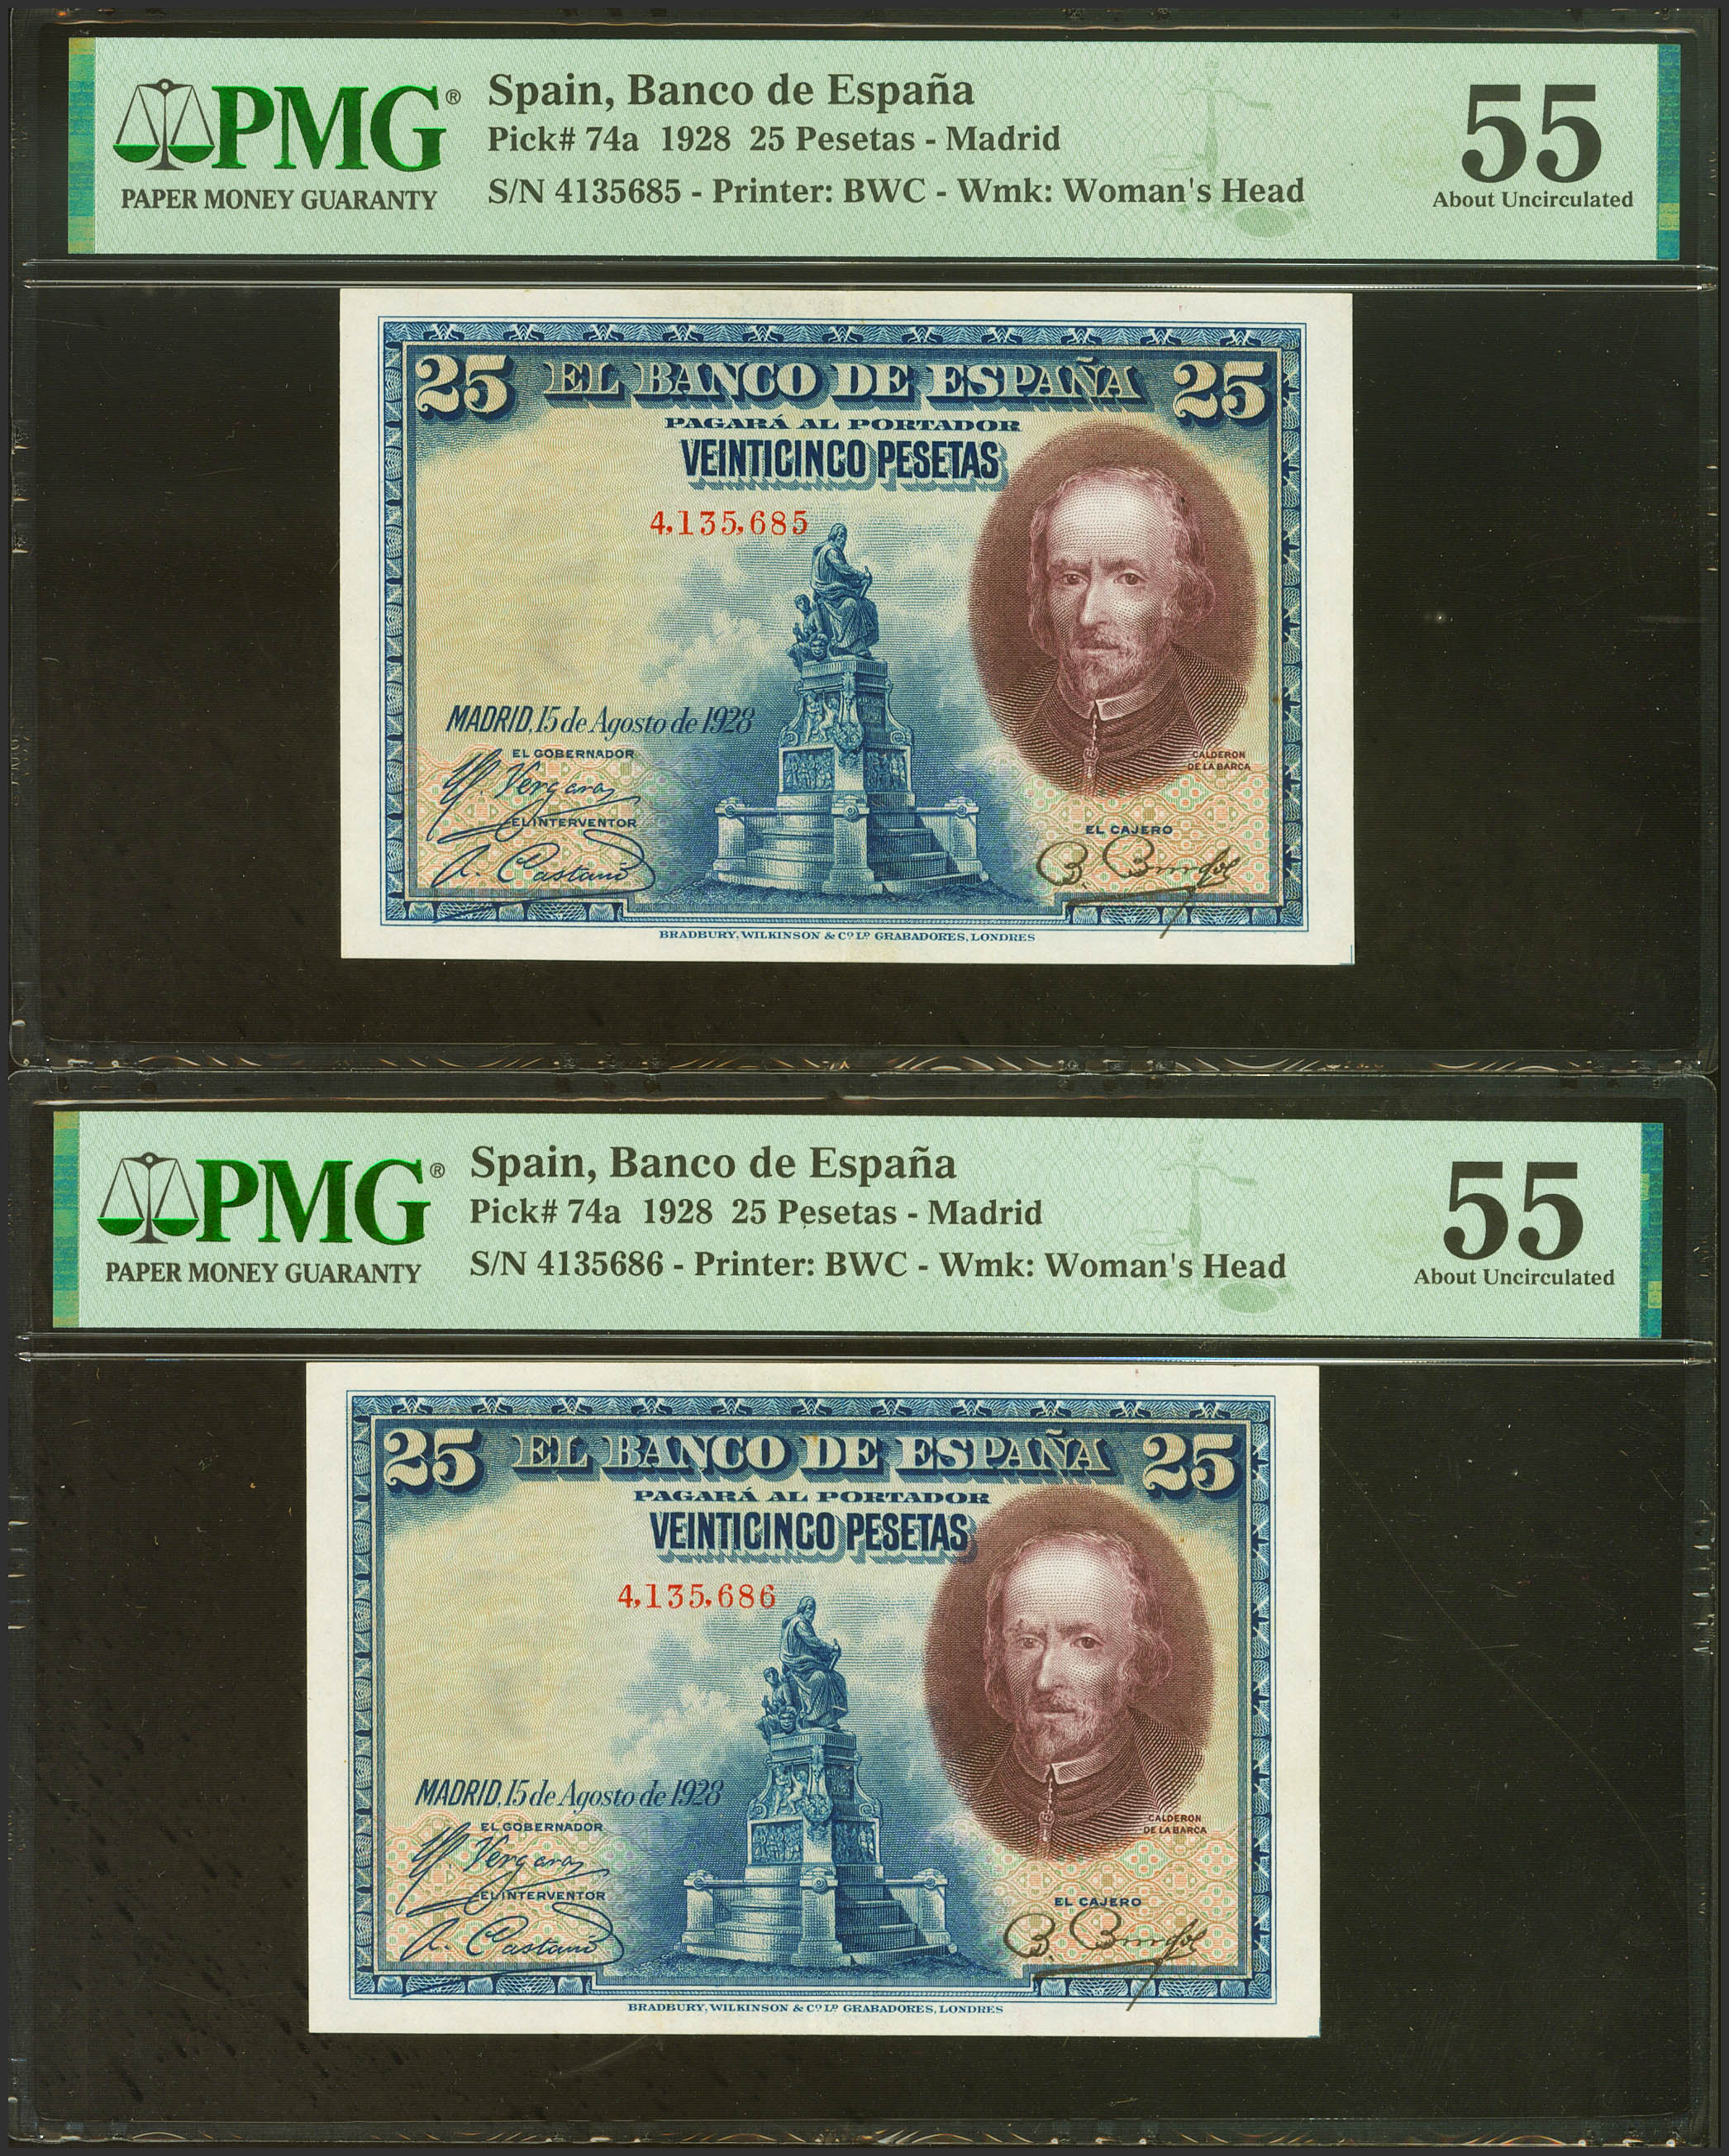 PMG®
PAPER MONEY GUARANTY
Spain, Banco de España
Pick# 74a 1928 25 Pesetas - Madrid
S/N 4135685 - Printer: BWC - Wmk: Woman's Head
55
About Uncirculated
25 EL BANCO DE ESPAÑA 25
PAGARÁ AL PORTADOR
VEINTICINCO PESETAS
4,135,685
MADRID, 15 de Agosto de 1928
EL GOBERNADOR
Vergara
CALDERON
DE LA BARCA
EL INTERVENTOR
EL CAJERO
A. Castano
BRADBURY, WILKINSON & Cº Lº GRABADORES, LONDRES
PMG®
PAPER MONEY GUARANTY
Spain, Banco de España
Pick# 74a 1928 25 Pesetas - Madrid
S/N 4135686 - Printer: BWC - Wmk: Woman's Head
55
About Uncirculated
25 EL BANCO DE ESPAÑA 25
PAGARÁ AL PORTADOR
VEINTICINCO PESETAS
4,135,686
MADRID, 15 de Agosto de 1928
EL GOBERNADOR
Vergara
CALDERON
DE LA BARCA
EL INTERVENTOR
EL CAJERO
A. Castano
BRADBURY, WILKINSON & Cº Lº GRABADORES, LONDRES